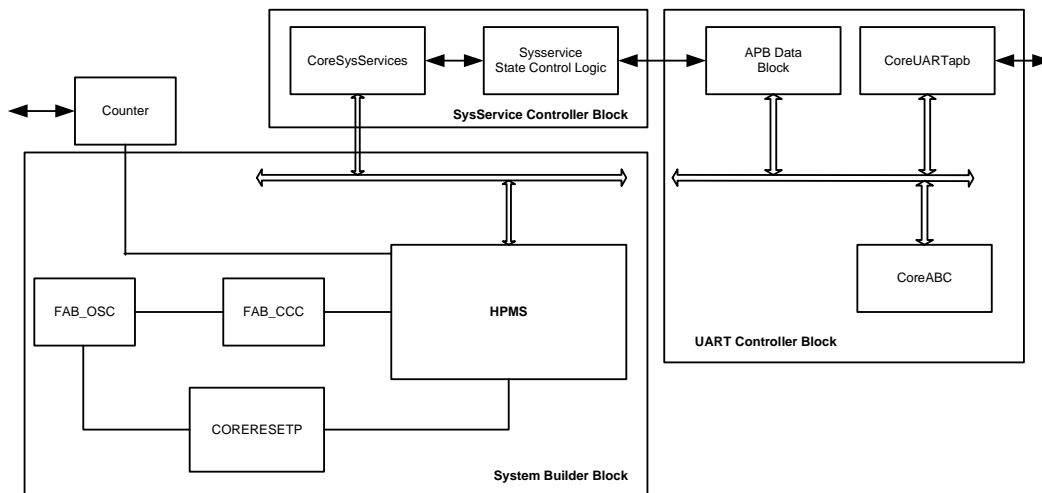 CoreSysServices
Sysservice
State Control Logic
SysService Controller Block
APB Data
Block
CoreUARTapb
Counter
CoreABC
UART Controller Block
FAB_OSC
FAB_CCC
HPMS
CORERESETP
System Builder Block